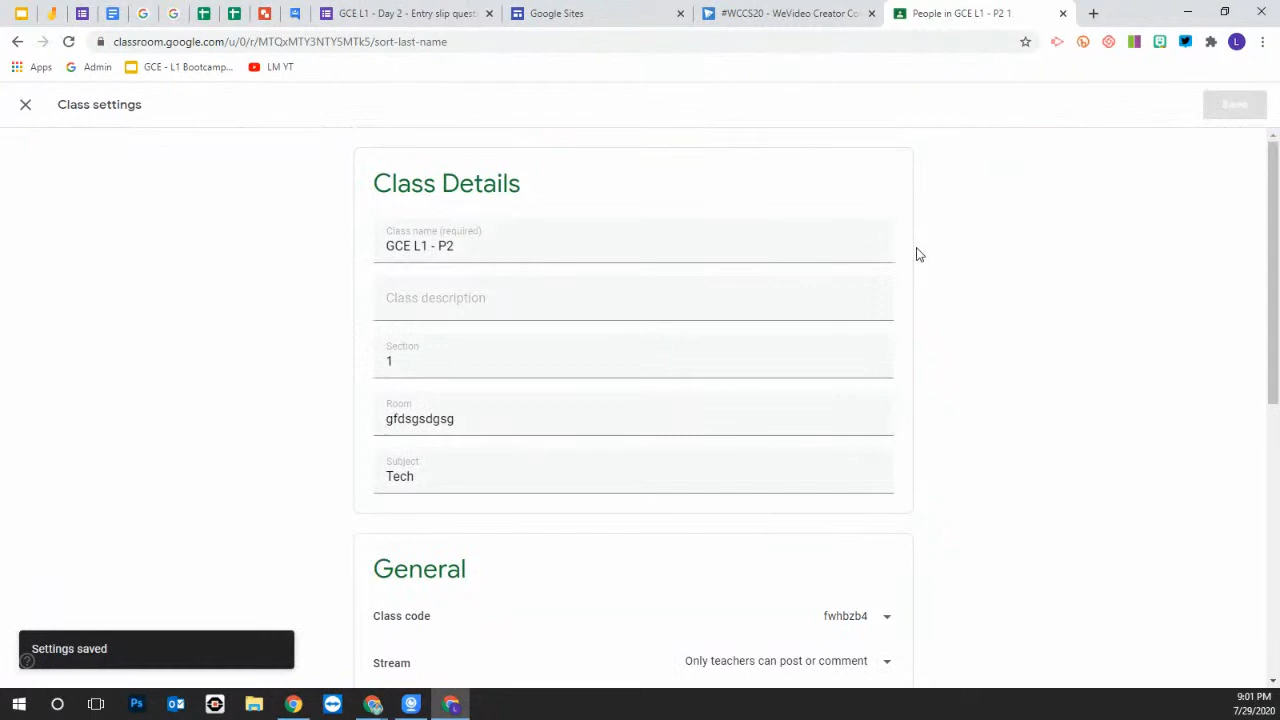 GCE L1 - Day 2 - Entry slip quest
Google Sites
#WCCS20 - WeVideo Creator Co
People in GCE L1 - P2 1
classroom.google.com/u/0/r/MTQxMTY3NTY5MTk5/sort-last-name
Apps
Admin
GCE - L1 Bootcamp...
LM YT
Class settings
Save
Class Details
Class name (required)
GCE L1 - P2
Class description
Section
1
Room
gfdsgsdgsg
Subject
Tech
General
Class code
fwhbzb4
Stream
Only teachers can post or comment
Settings saved
9:01 PM
7/29/2020